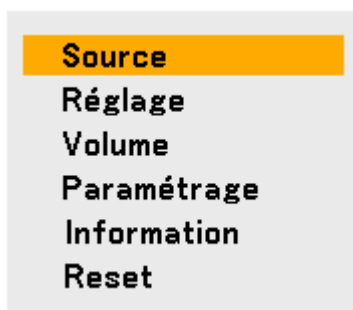 Source
Réglage
Volume
Paramétrage
Information
Reset